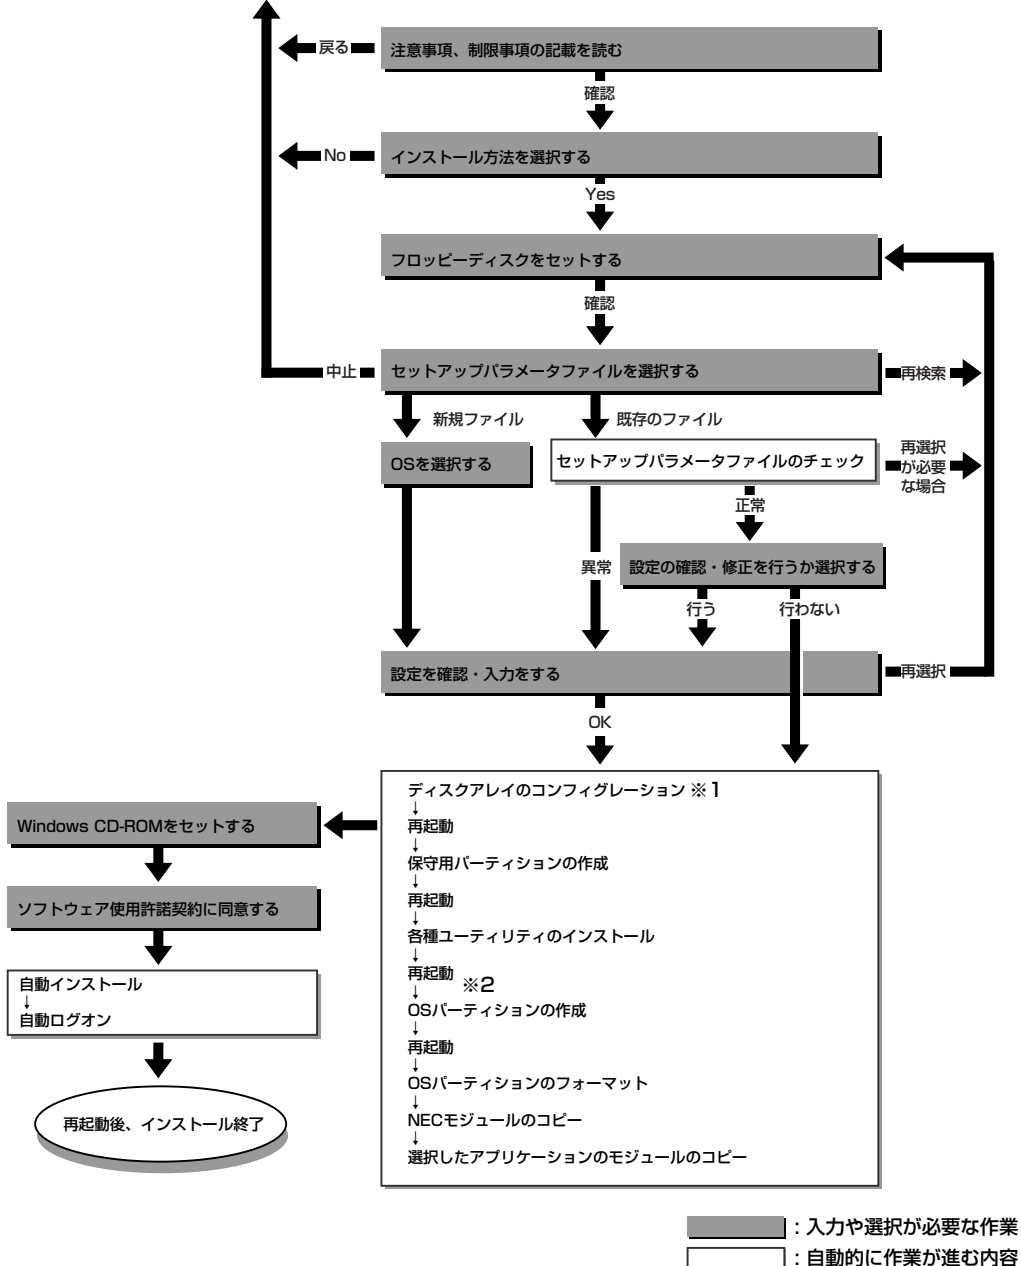 戻る
注意事項、制限事項の記載を読む
確認
No
インストール方法を選択する
Yes
フロッピーディスクをセットする
確認
中止
セットアップパラメータファイルを選択する
再検索
新規ファイル
既存のファイル
OSを選択する
セットアップパラメータファイルのチェック
再選択
が必要
な場合
正常
異常
設定の確認・修正を行うか選択する
行う
行わない
設定を確認・入力をする
再選択
OK
ディスクアレイのコンフィグレーション ※1
↓
再起動
↓
保守用パーティションの作成
↓
再起動
↓
各種ユーティリティのインストール
↓
再起動 ※2
↓
OSパーティションの作成
↓
再起動
↓
OSパーティションのフォーマット
↓
NECモジュールのコピー
↓
選択したアプリケーションのモジュールのコピー
Windows CD-ROMをセットする
ソフトウェア使用許諾契約に同意する
自動インストール
↓
自動ログオン
再起動後、インストール終了
：入力や選択が必要な作業
：自動的に作業が進む内容